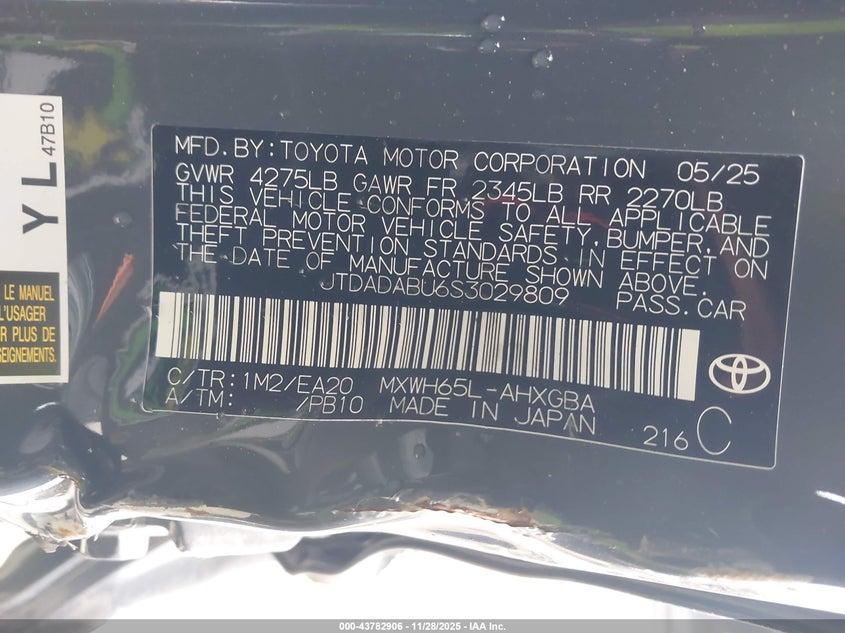 YL
47B10
LE MANUEL
L'USAGER
R PLUS DE
SEIGNEMENTS.
MFD.BY:TOYOTA MOTOR CORPORATION 05/25
GVWR 4275LB GAWR FR 2345LB RR 2270LB
THIS VEHICLE CONFORMS TO ALL APPLICABLE
FEDERAL MOTOR VEHICLE SAFETY,BUMPER,AND
THEFT PREVENTION STANDARDS IN EFFECT ON
THE DATE OF MANUFACTURE SHOWN ABOVE.
JTDADABU6S3029809 PASS.CAR
C/TR:1M2/EA20 MXWH65L-AHXGBA
A/TM: /PB10 MADE IN JAPAN
216 C
TOYOTA
000-43782906 - 11/28/2025 - IAA Inc.